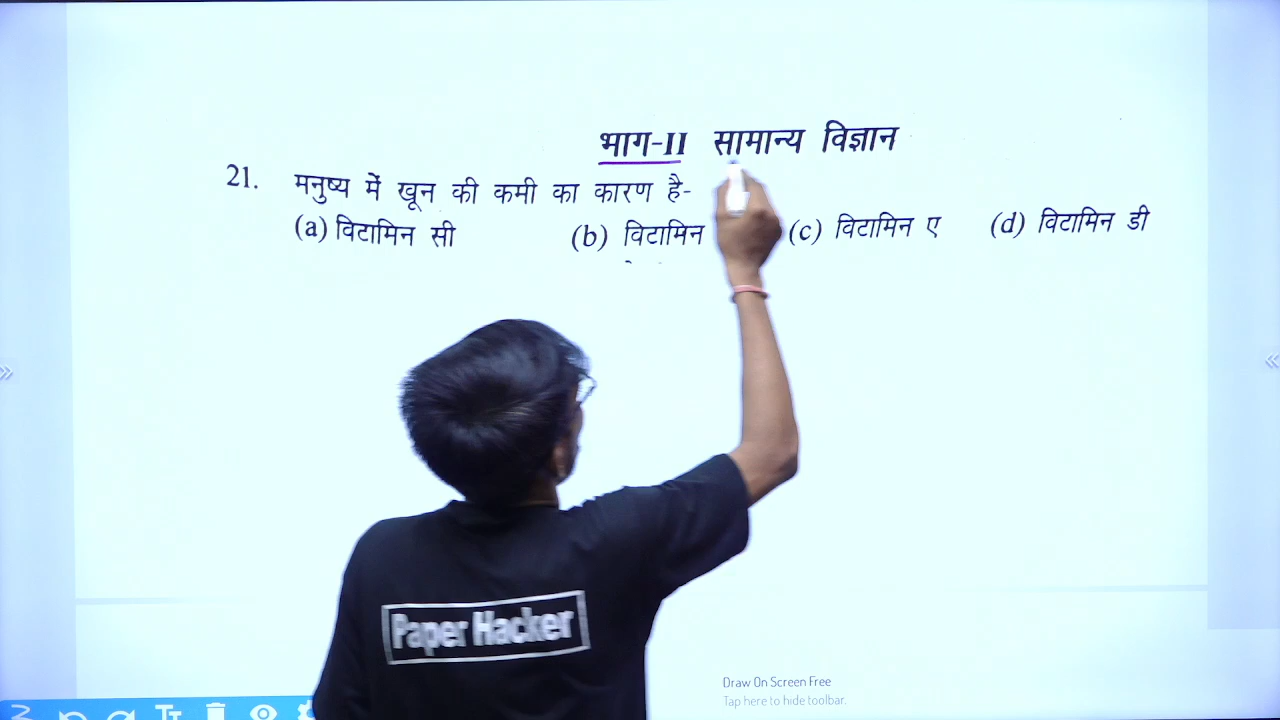 भाग-II सामान्य विज्ञान
21. मनुष्य में खून की कमी का कारण है-
(a) विटामिन सी (b) विटामिन (c) विटामिन ए (d) विटामिन डी
Paper Hacker
Draw On Screen Free
Tap here to hide toolbar.